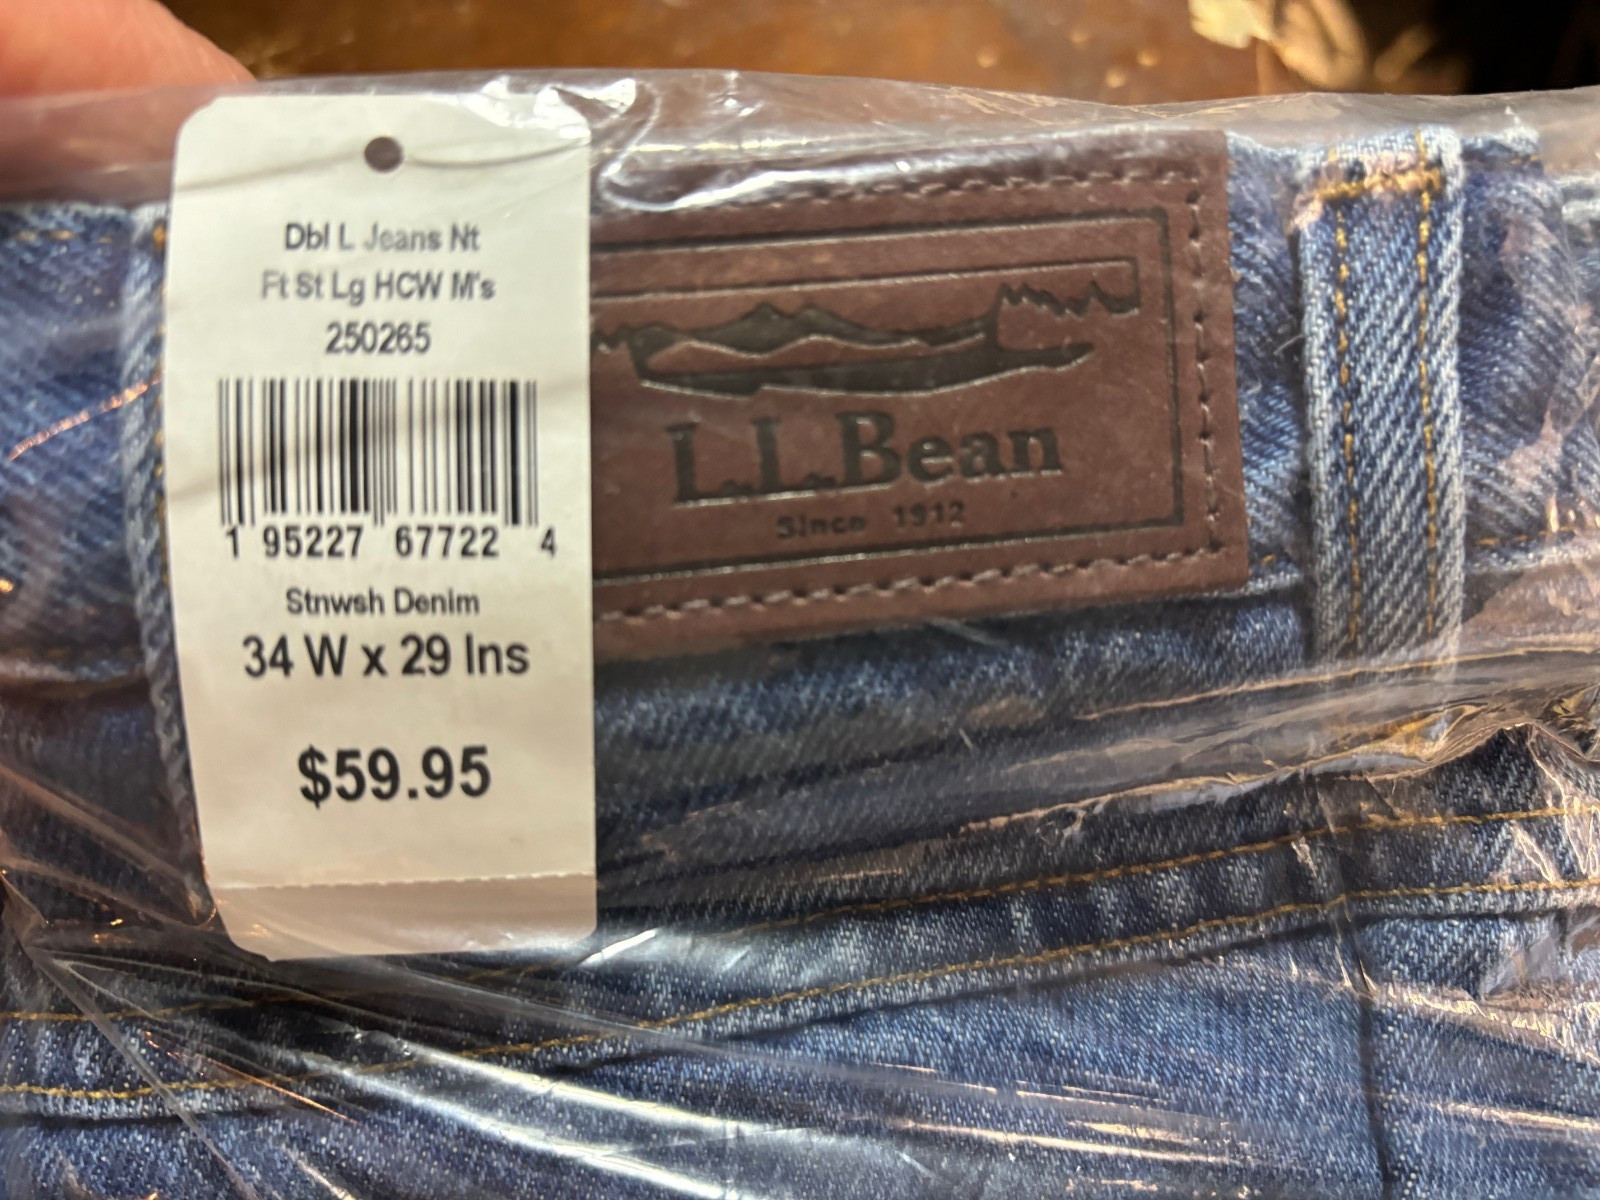 Dbl L Jeans Nt
Ft St Lg HCW M's
250265
1 95227 67722 4
Stnwsh Denim
34 W x 29 Ins
$59.95
L.L.Bean
Since 1912